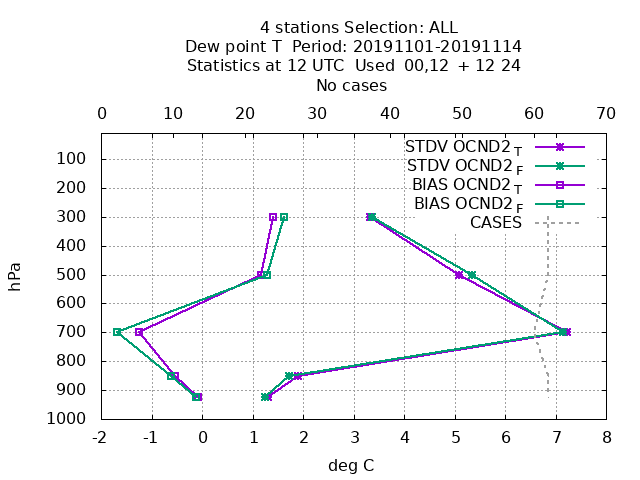 4 stations Selection: ALL
Dew point T  Period: 20191101-20191114
Statistics at 12 UTC  Used  00,12  + 12 24
No cases
0 10 20 30 40 50 60 70
STDV OCND2 T
STDV OCND2 F
BIAS OCND2 T
BIAS OCND2 F
CASES
hPa
100
200
300
400
500
600
700
800
900
1000
-2 -1 0 1 2 3 4 5 6 7 8
deg C